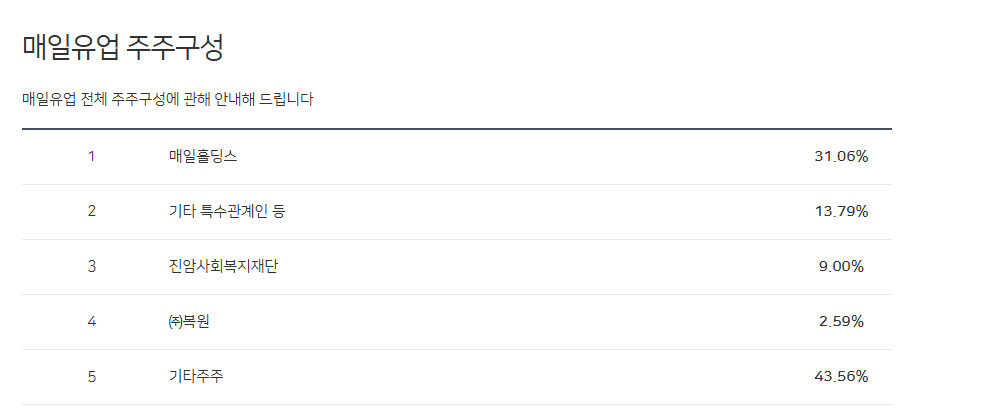 매일유업 주주구성
매일유업 전체 주주구성에 관해 안내해 드립니다
1 매일홀딩스 31.06%
2 기타 특수관계인 등 13.79%
3 진암사회복지재단 9.00%
4 ㈜복원 2.59%
5 기타주주 43.56%